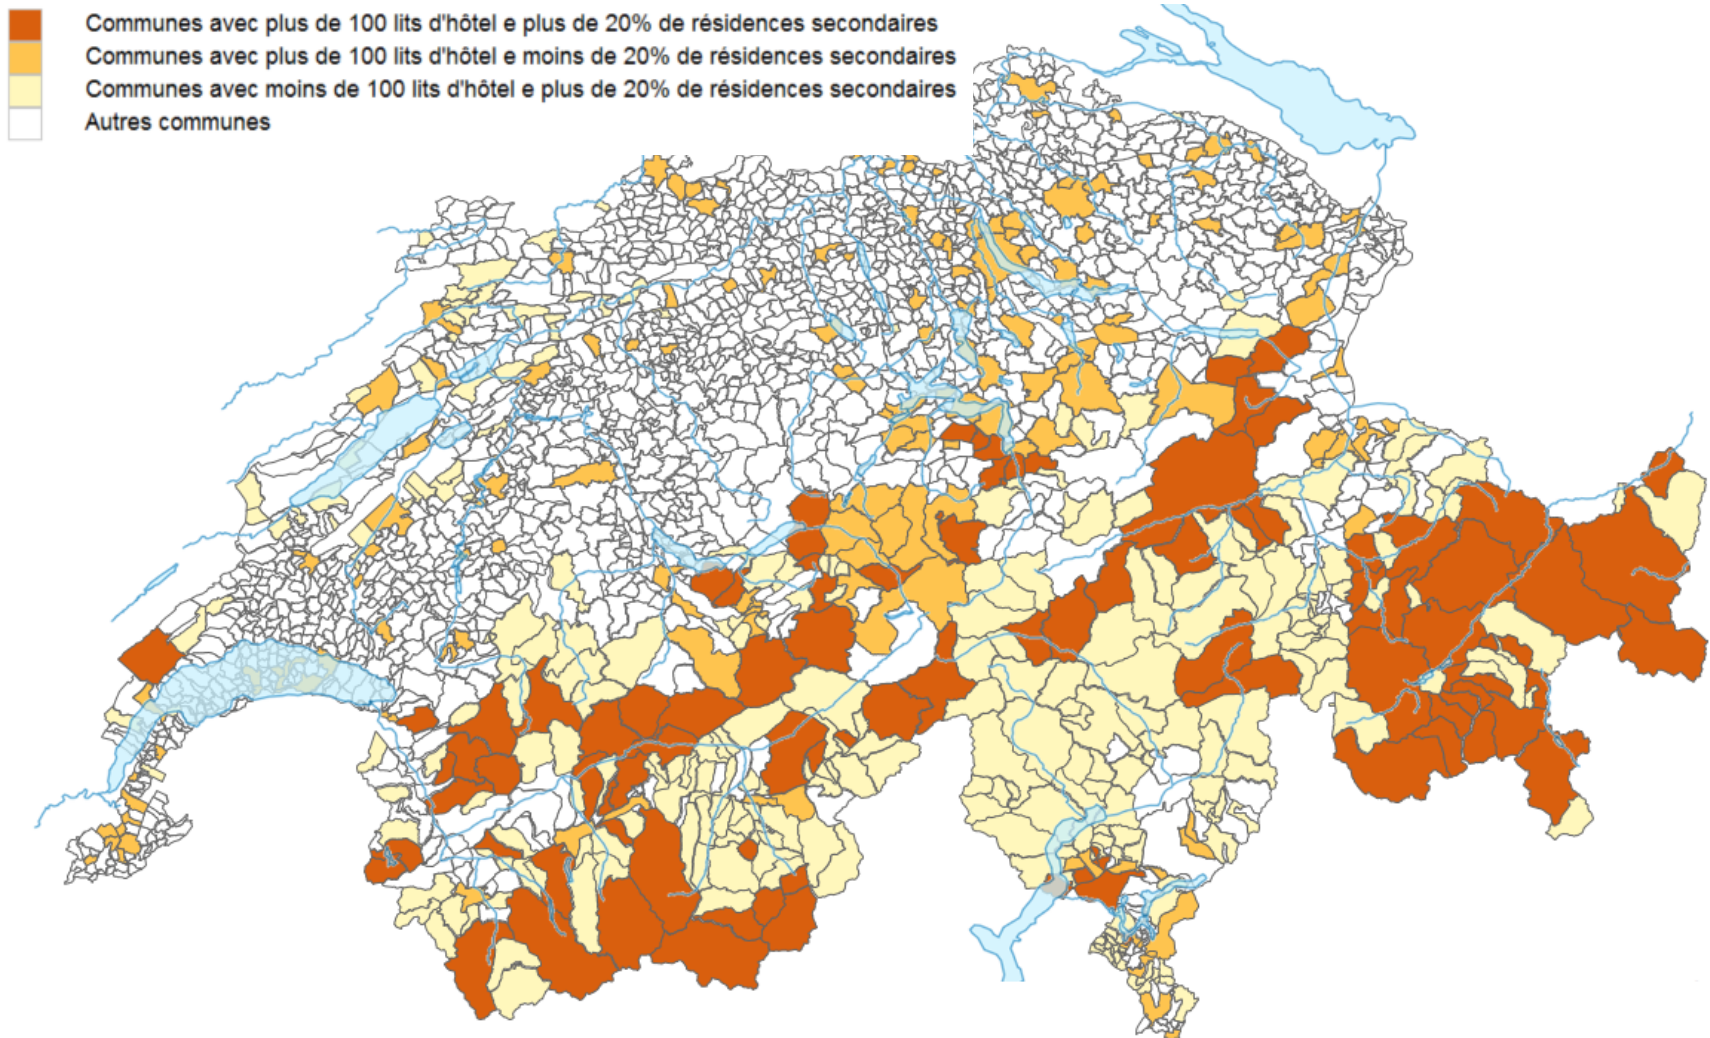 Communes avec plus de 100 lits d'hôtel e plus de 20% de résidences secondaires
Communes avec plus de 100 lits d'hôtel e moins de 20% de résidences secondaires
Communes avec moins de 100 lits d'hôtel e plus de 20% de résidences secondaires
Autres communes